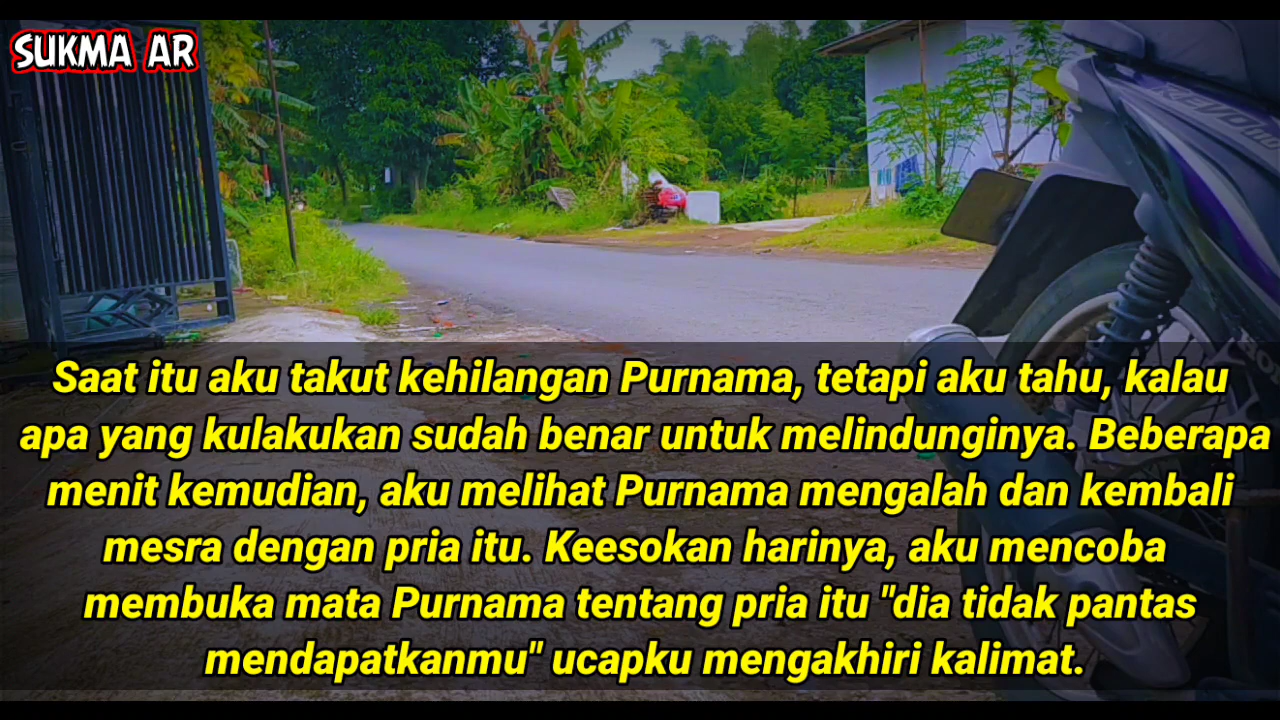 SUKMA AR
REVO
Saat itu aku takut kehilangan Purnama, tetapi aku tahu, kalau
apa yang kulakukan sudah benar untuk melindunginya. Beberapa
menit kemudian, aku melihat Purnama mengalah dan kembali
mesra dengan pria itu. Keesokan harinya, aku mencoba
membuka mata Purnama tentang pria itu "dia tidak pantas
mendapatkanmu" ucapku mengakhiri kalimat.